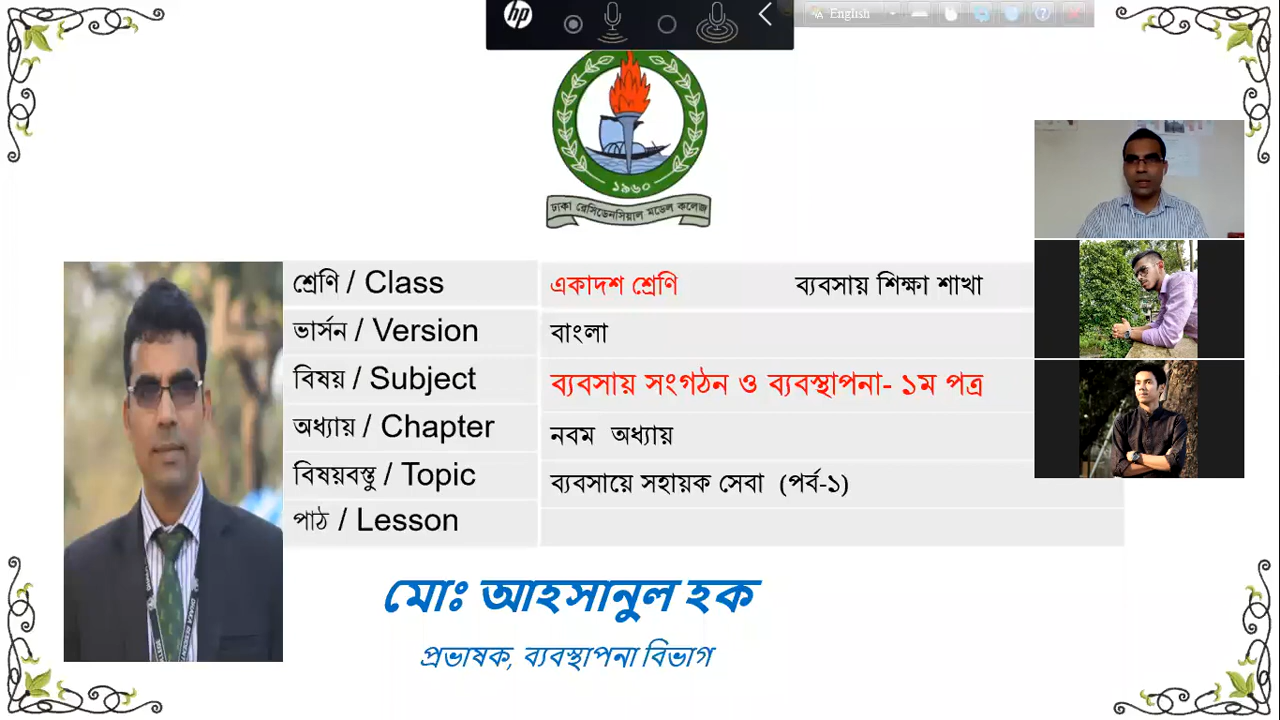 hp
English
১৯৬০
ঢাকা রেসিডেনসিয়াল মডেল কলেজ
শ্রেণি / Class
একাদশ শ্রেণি ব্যবসায় শিক্ষা শাখা
ভার্সন / Version
বাংলা
বিষয় / Subject
ব্যবসায় সংগঠন ও ব্যবস্থাপনা- ১ম পত্র
অধ্যায় / Chapter
নবম অধ্যায়
বিষয়বস্তু / Topic
ব্যবসায়ে সহায়ক সেবা (পর্ব-১)
পাঠ / Lesson
মোঃ আহসানুল হক
প্রভাষক, ব্যবস্থাপনা বিভাগ